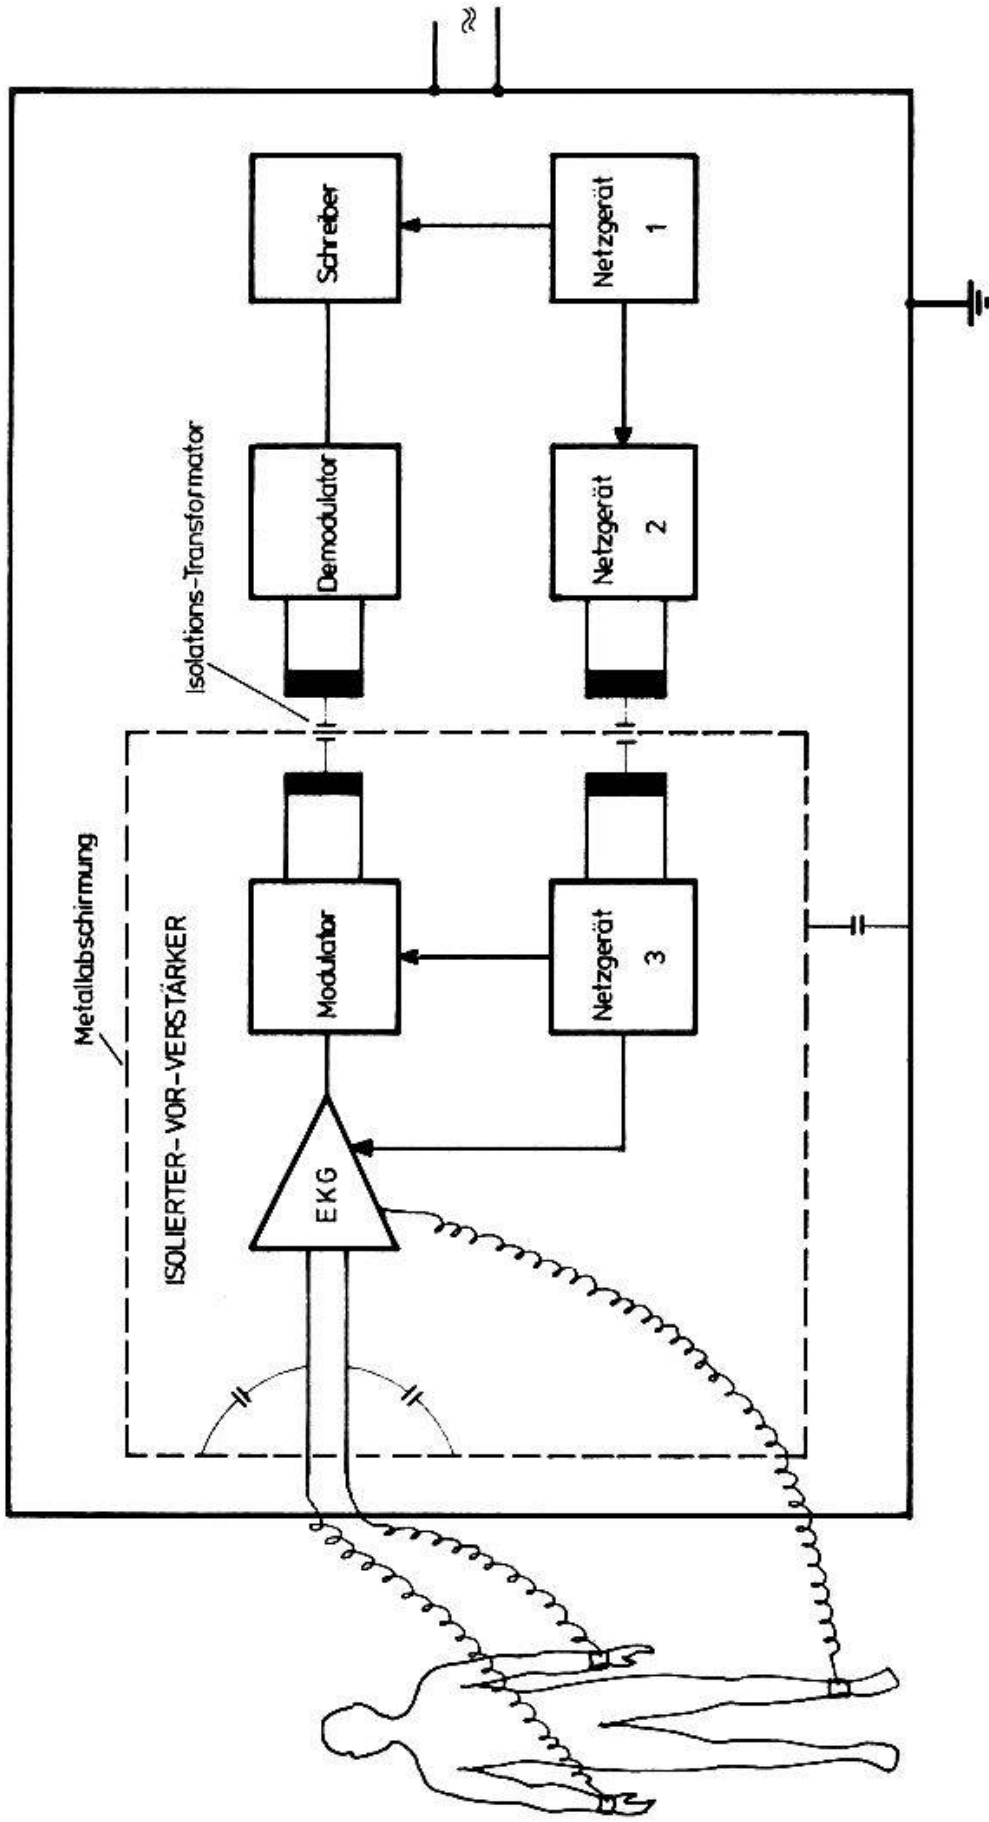 Metallabschirmung
Isolations-Transformator
ISOLIERTER-VOR-VERSTÄRKER
EKG
Modulator
Demodulator
Schreiber
Netzgerät
3
Netzgerät
2
Netzgerät
1